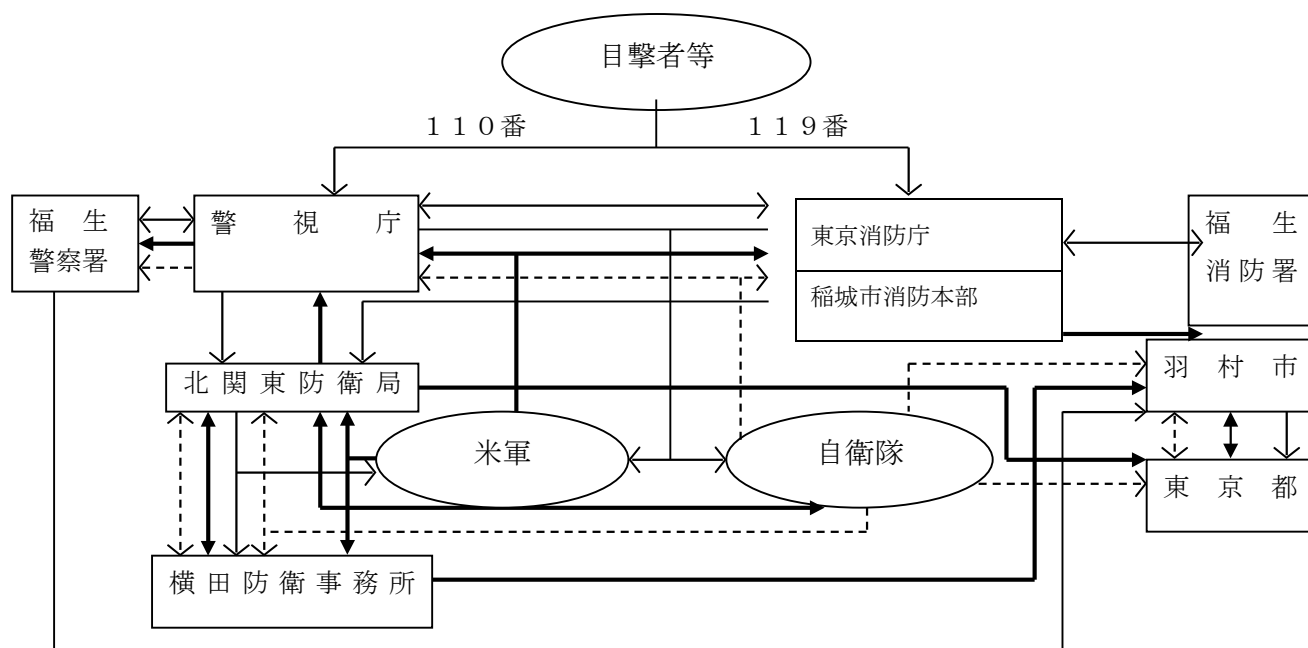 目撃者等
１１０番
１１９番
福生
警察署
警視庁
東京消防庁
稲城市消防本部
福生
消防署
北関東防衛局
羽村市
米軍
自衛隊
東京都
横田防衛事務所